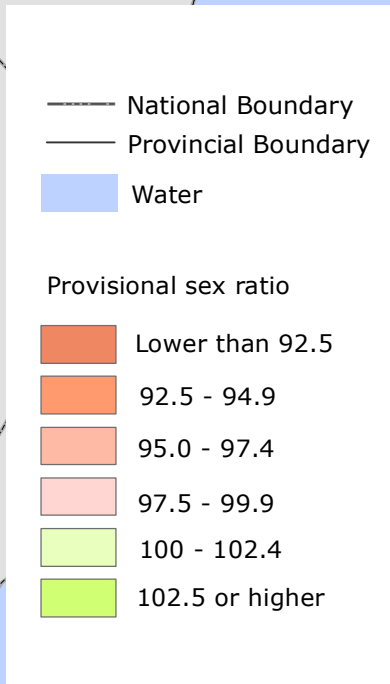 National Boundary
Provincial Boundary
Water
Provisional sex ratio
Lower than 92.5
92.5 - 94.9
95.0 - 97.4
97.5 - 99.9
100 - 102.4
102.5 or higher